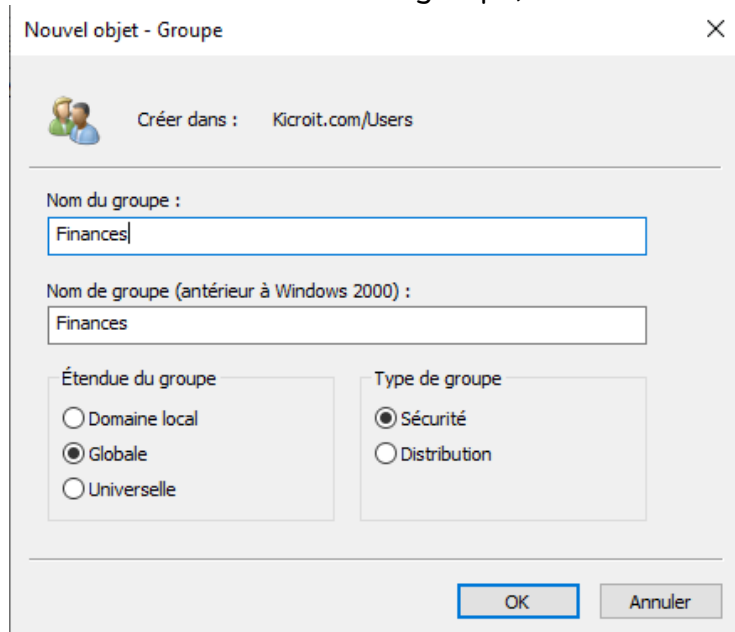 Nouvel objet - Groupe
Créer dans : Kicroit.com/Users
Nom du groupe :
Finances
Nom de groupe (antérieur à Windows 2000) :
Finances
Étendue du groupe
Domaine local
Globale
Universelle
Type de groupe
Sécurité
Distribution
OK
Annuler